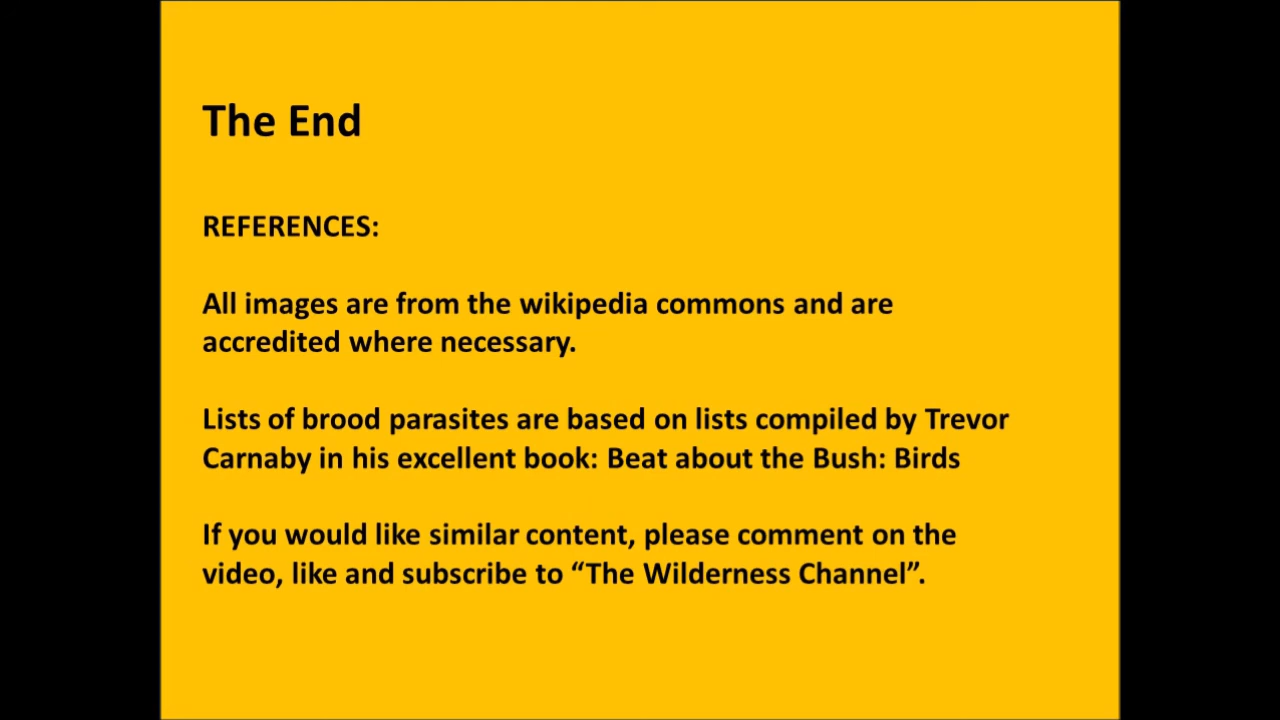 The End
REFERENCES:
All images are from the wikipedia commons and are
accredited where necessary.
Lists of brood parasites are based on lists compiled by Trevor
Carnaby in his excellent book: Beat about the Bush: Birds
If you would like similar content, please comment on the
video, like and subscribe to “The Wilderness Channel”.